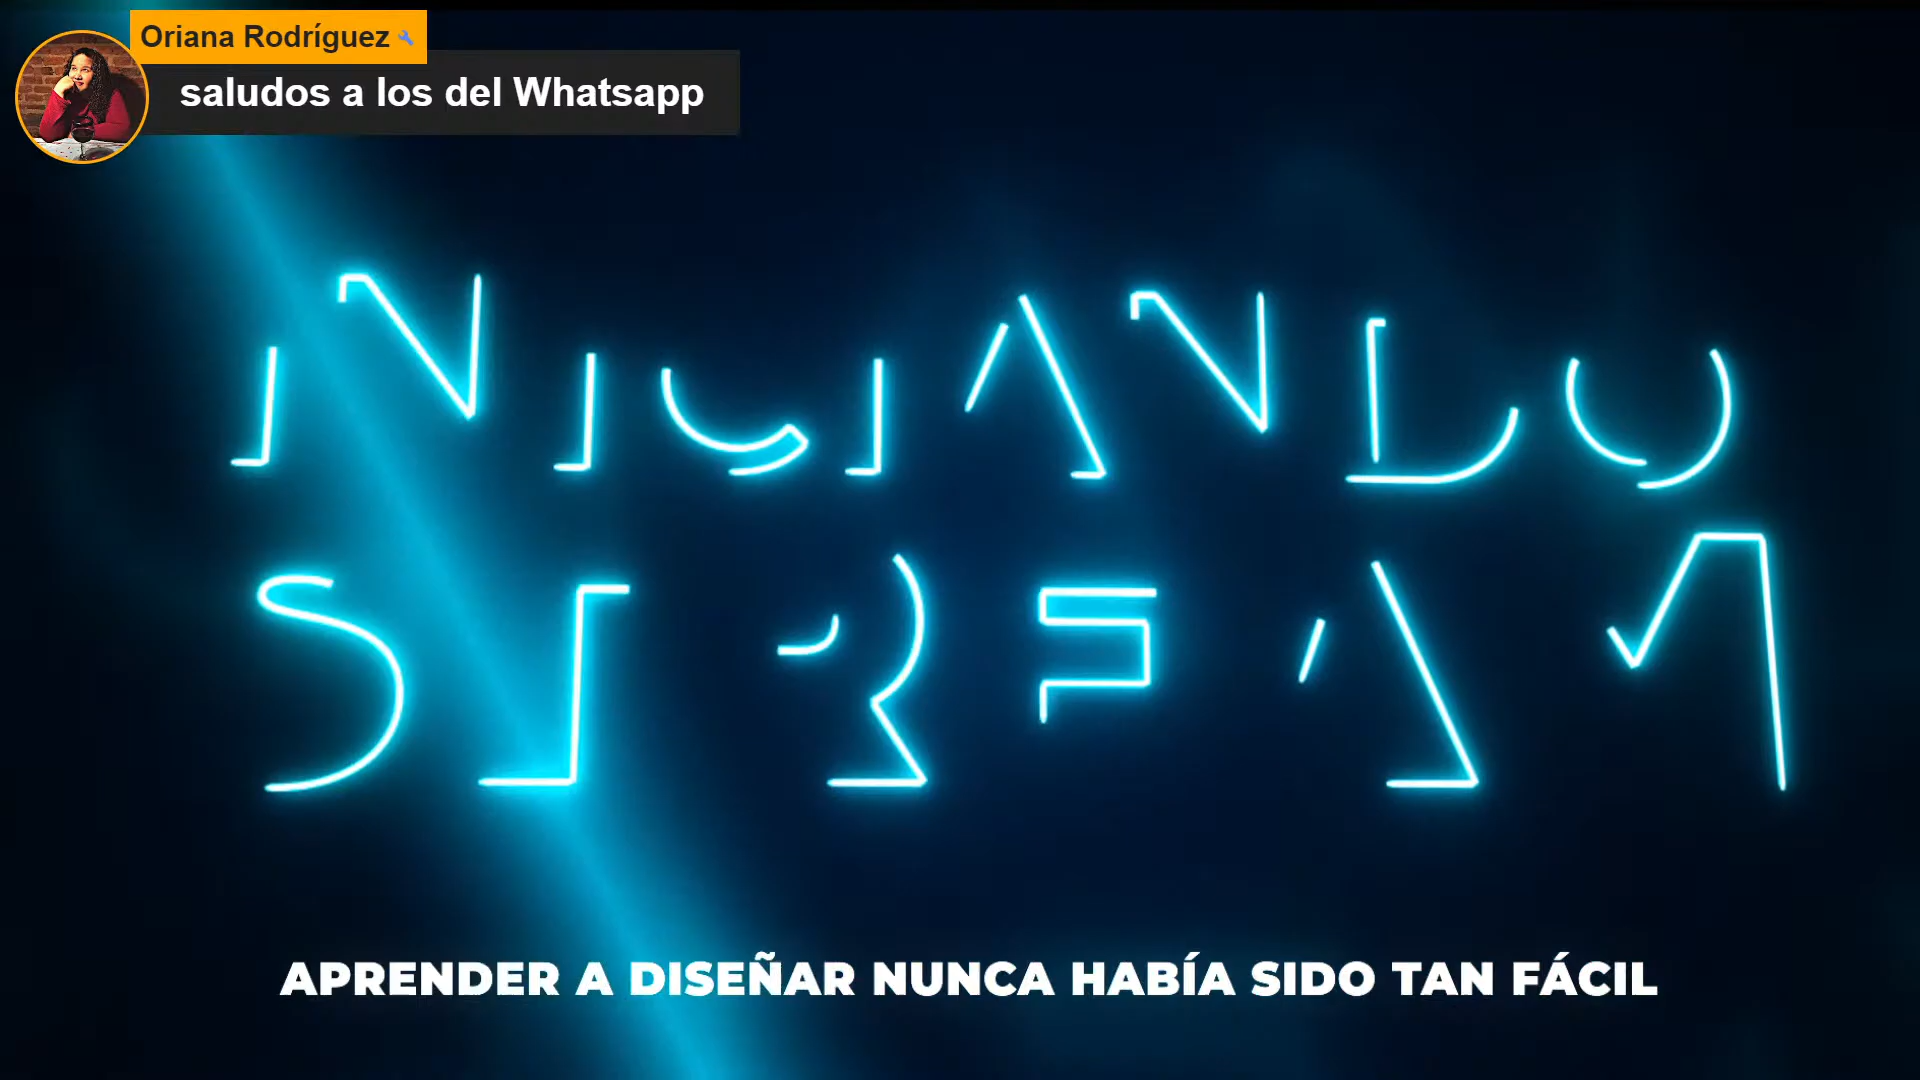 Oriana Rodríguez
saludos a los del Whatsapp
INICIANDO
STREAM
APRENDER A DISEÑAR NUNCA HABÍA SIDO TAN FÁCIL